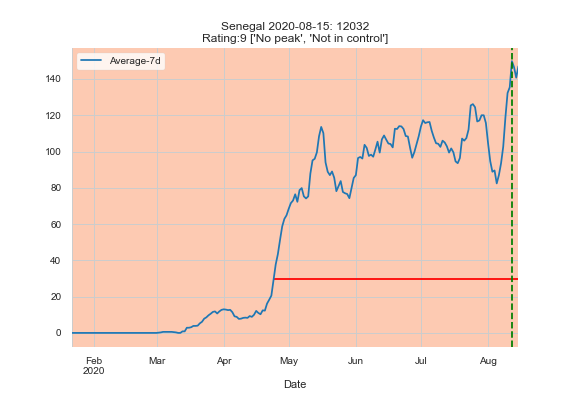 Senegal 2020-08-15: 12032
Rating:9 ['No peak', 'Not in control']
Average-7d
140
120
100
80
60
40
20
0
Feb
2020
Mar
Apr
May
Jun
Jul
Aug
Date